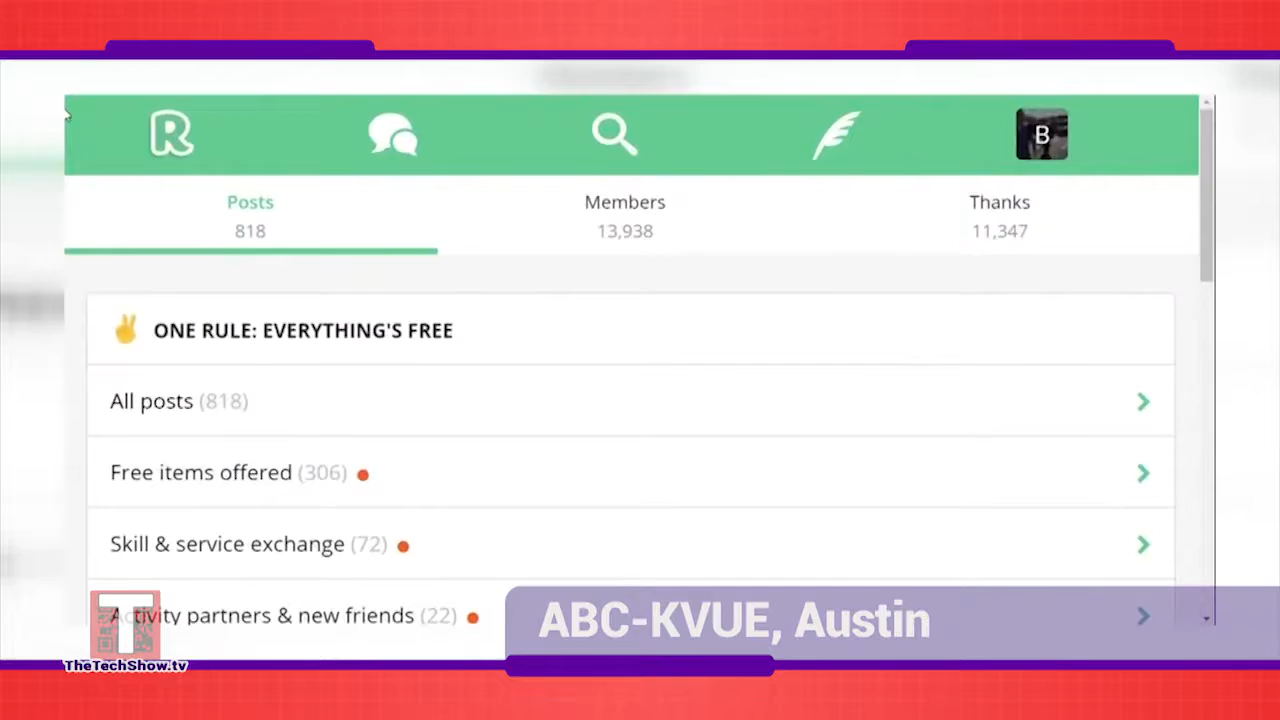 R
B
Posts
Members
Thanks
818
13,938
11,347
ONE RULE: EVERYTHING'S FREE
All posts (818)
Free items offered (306)
Skill & service exchange (72)
Activity partners & new friends (22)
T
ABC-KVUE, Austin
TheTechShow.tv